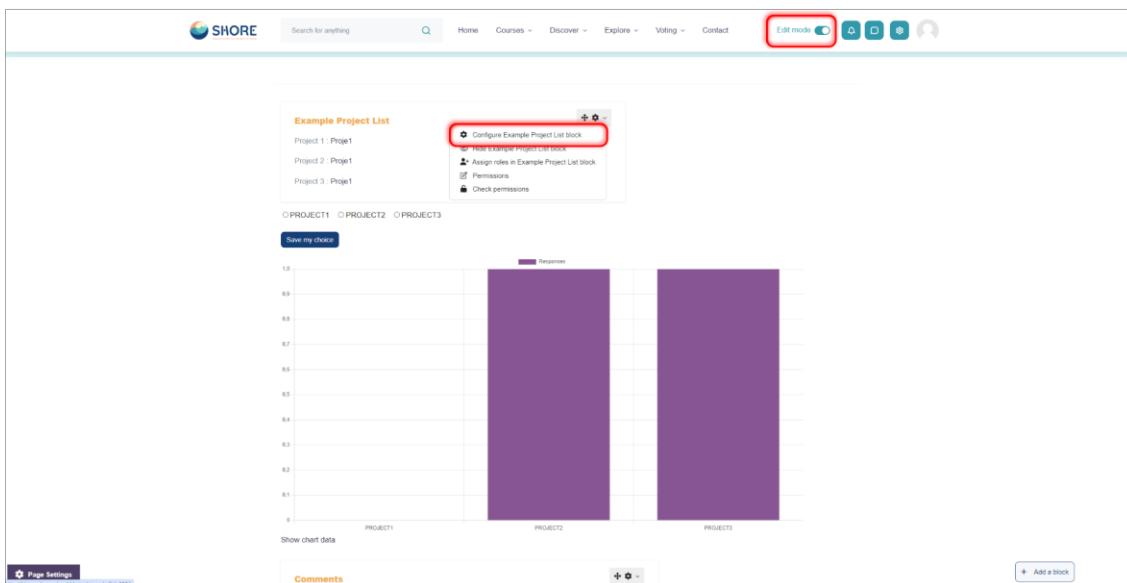 SHORE
Search for anything
Home Courses Discover Explore Voting Contact
Edit mode
Example Project List
Project 1 : Proje1
Project 2 : Proje1
Project 3 : Proje1
Configure Example Project List block
Hide Example Project List block
Assign roles in Example Project List block
Permissions
Check permissions
PROJECT1 PROJECT2 PROJECT3
Save my choice
Responses
1,0
0,9
0,8
0,7
0,6
0,5
0,4
0,3
0,2
0,1
0
PROJECT1 PROJECT2 PROJECT3
Show chart data
Comments
Page Settings
+ Add a block